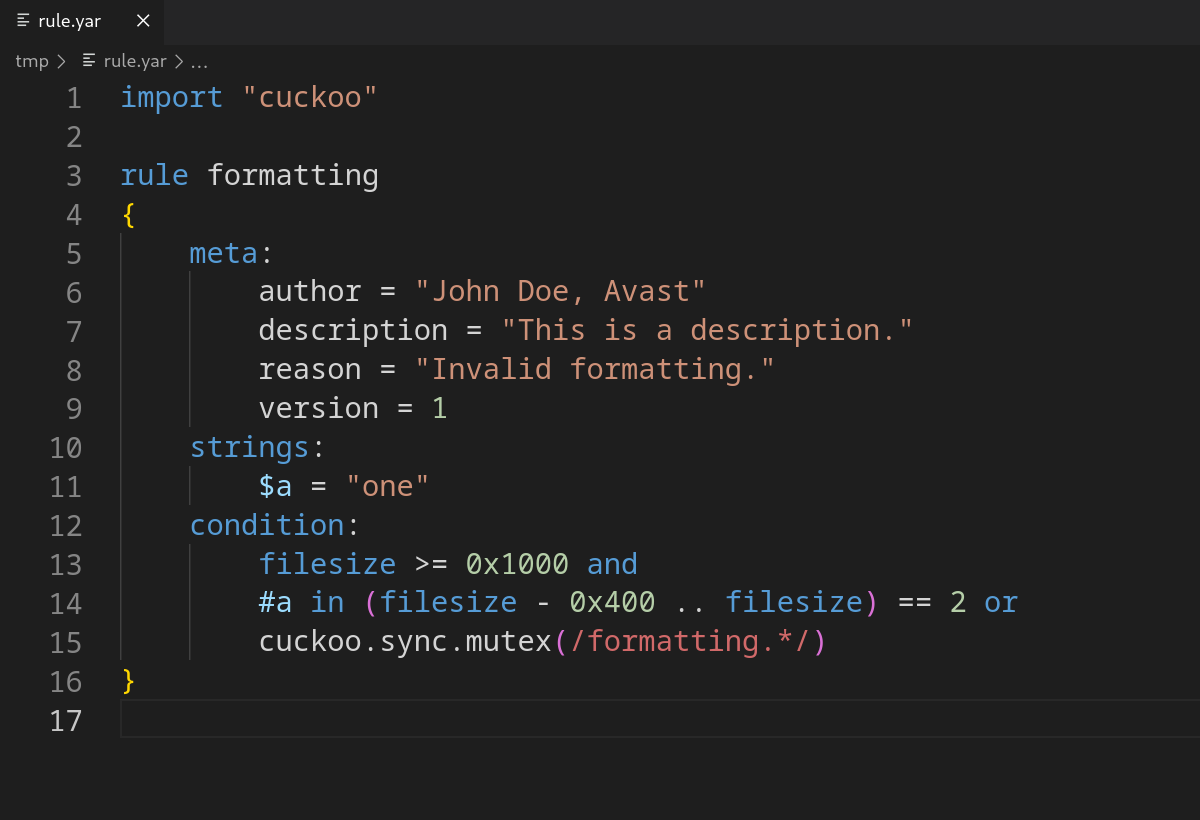 rule.yar
tmp > rule.yar > ...
1 import "cuckoo"
2
3 rule formatting
4 {
5     meta:
6         author = "John Doe, Avast"
7         description = "This is a description."
8         reason = "Invalid formatting."
9         version = 1
10     strings:
11         $a = "one"
12     condition:
13         filesize >= 0x1000 and
14         #a in (filesize - 0x400 .. filesize) == 2 or
15         cuckoo.sync.mutex(/formatting.*/)
16 }
17